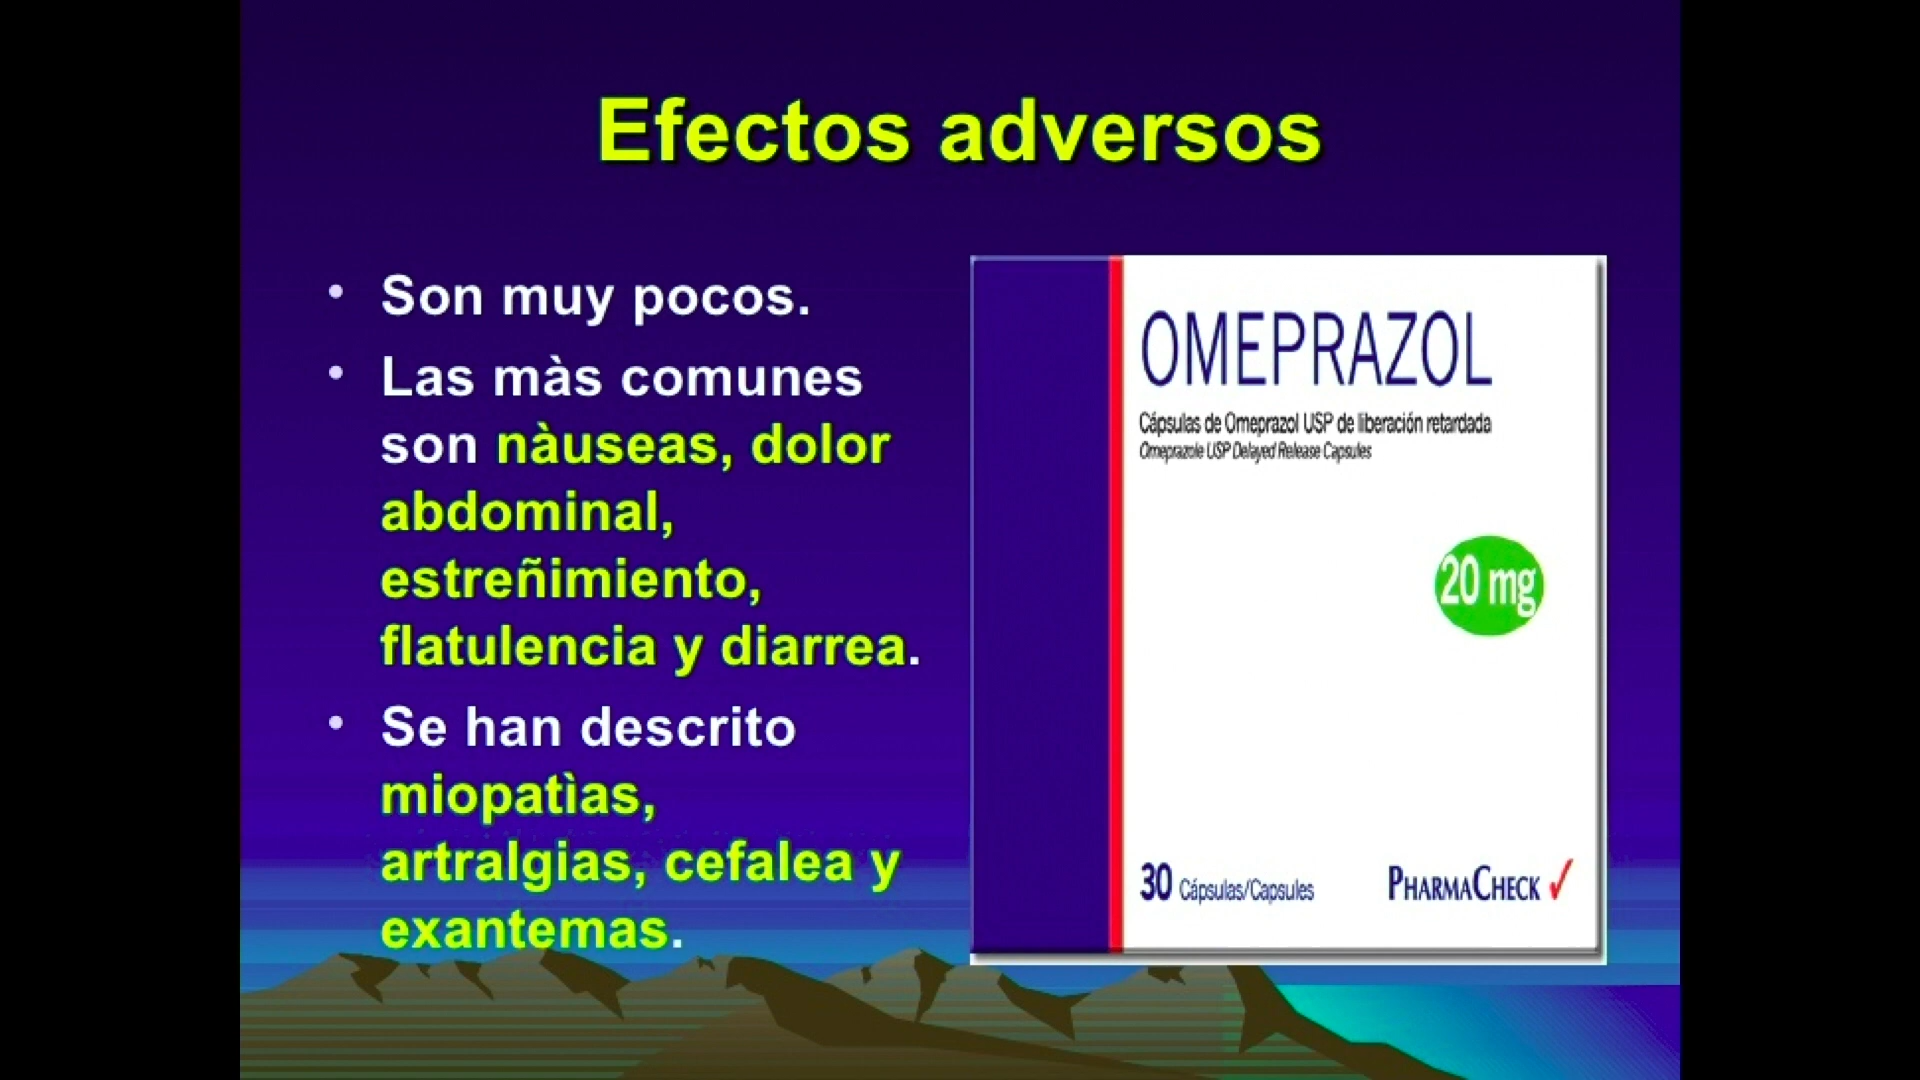 Efectos adversos
• Son muy pocos.
• Las màs comunes
son nàuseas, dolor
abdominal,
estreñimiento,
flatulencia y diarrea.
• Se han descrito
miopatìas,
artralgias, cefalea y
exantemas.
OMEPRAZOL
Cápsulas de Omeprazol USP de liberación retardada
Omeprazole USP Delayed Release Capsules
20 mg
30 Cápsulas/Capsules
PHARMACHECK